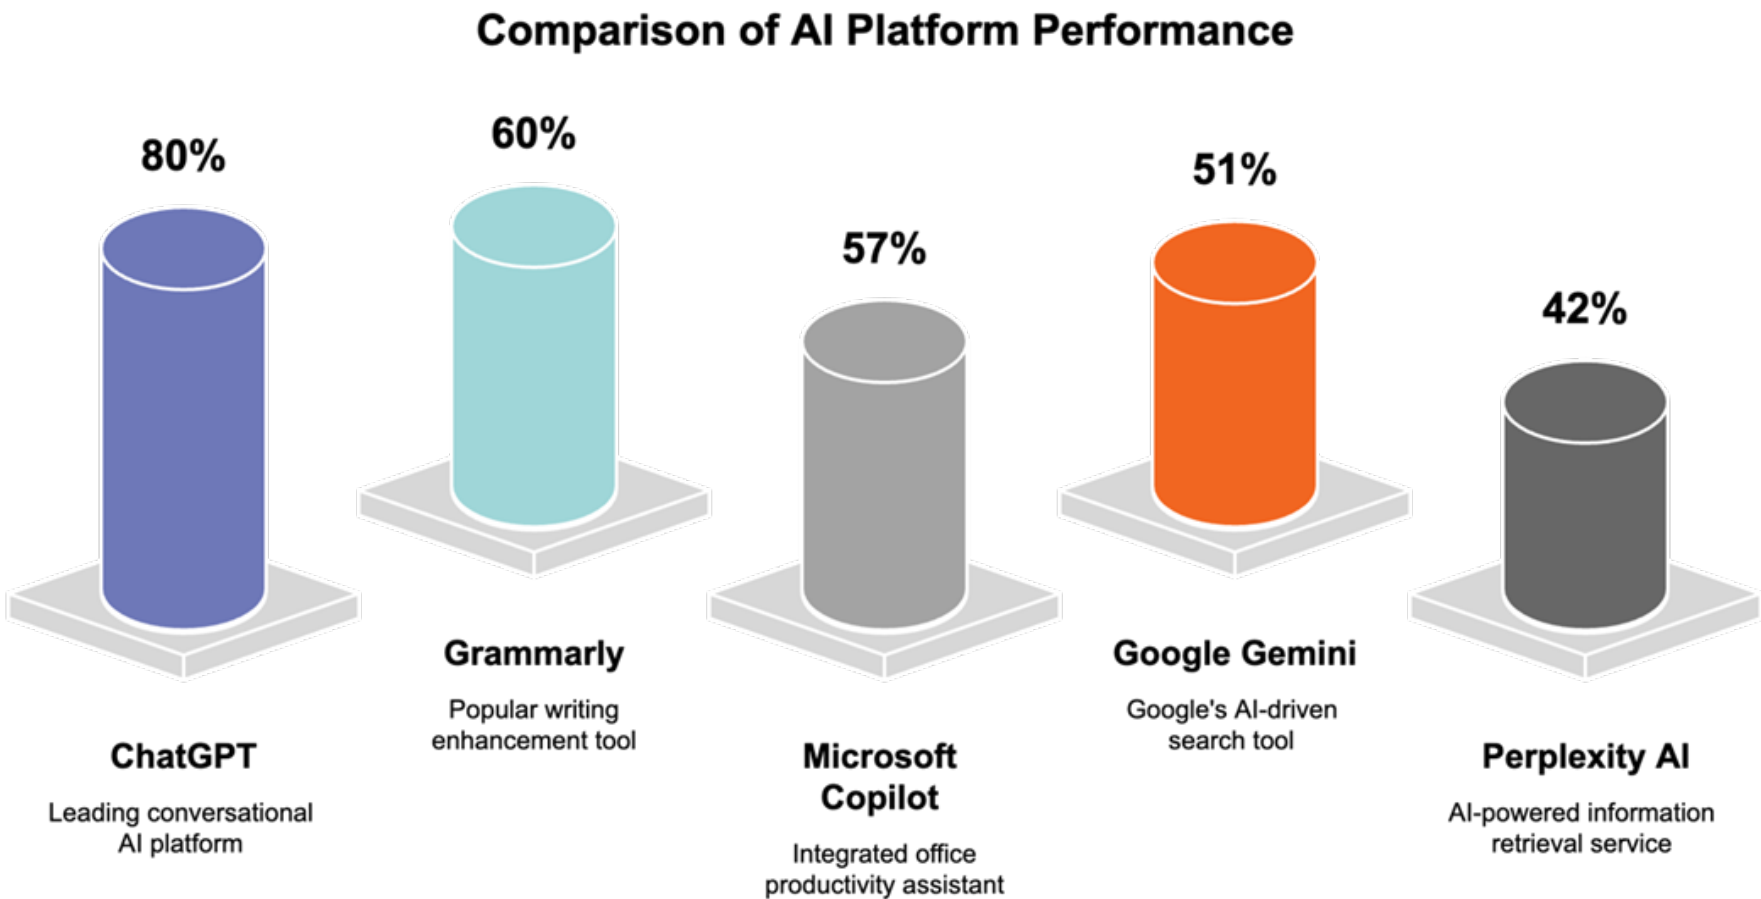 Comparison of AI Platform Performance
80%
60%
57%
51%
42%
ChatGPT
Leading conversational
AI platform
Grammarly
Popular writing
enhancement tool
Microsoft
Copilot
Integrated office
productivity assistant
Google Gemini
Google's AI-driven
search tool
Perplexity AI
AI-powered information
retrieval service